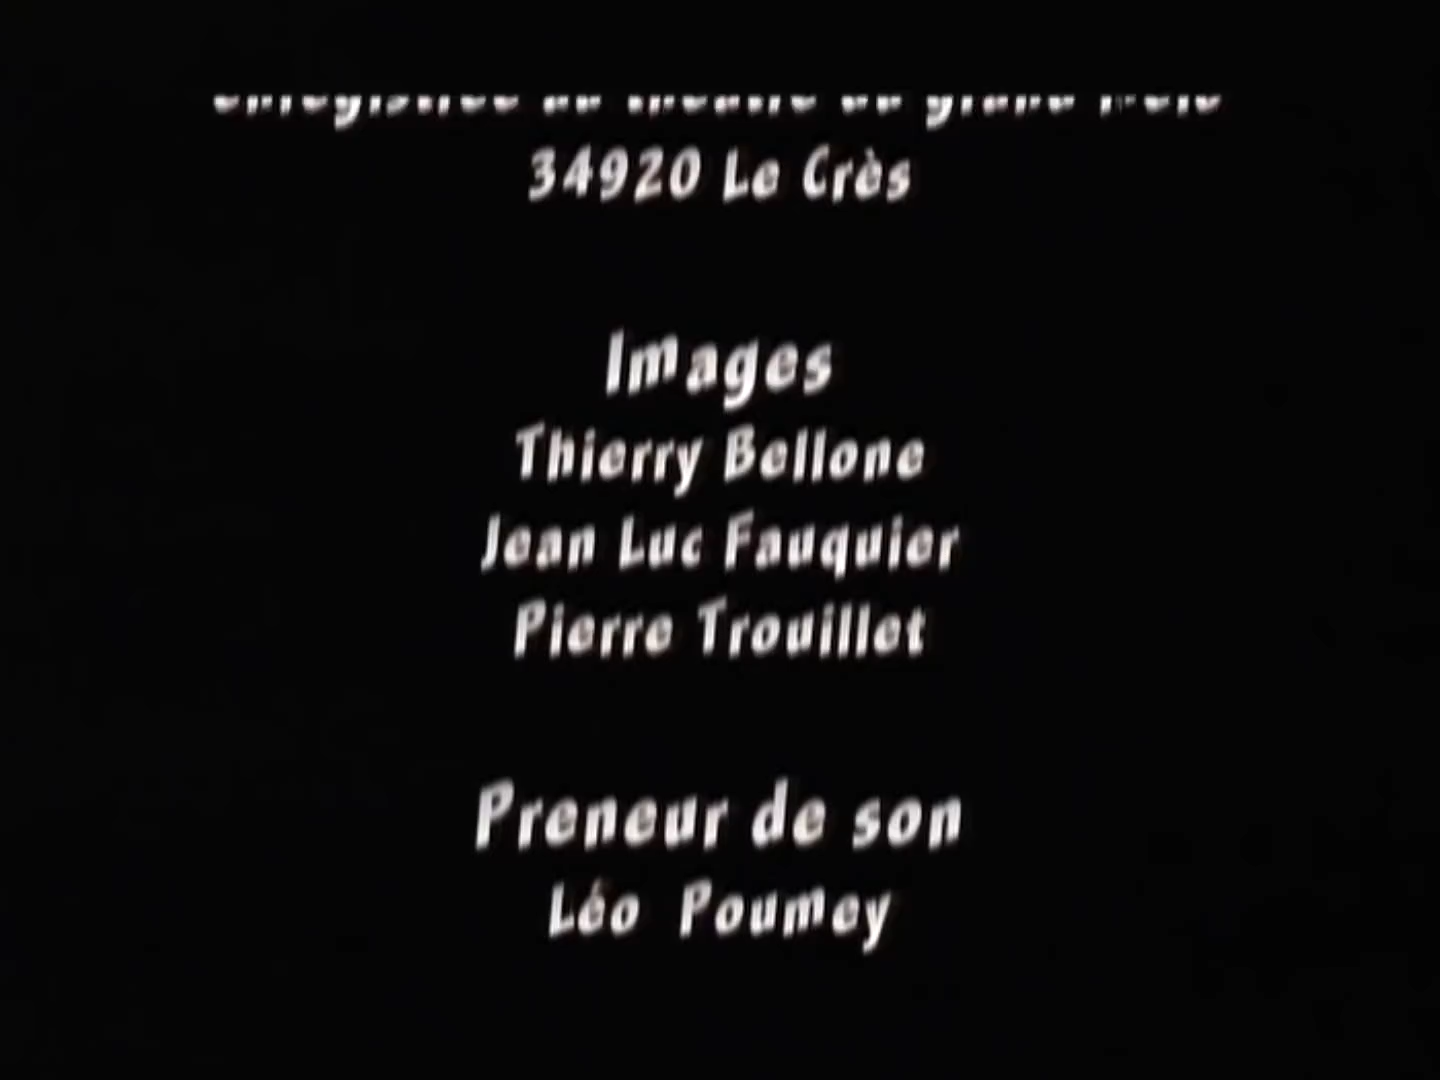 34920 Le Crès
Images
Thierry Bellone
Jean Luc Fauquier
Pierre Trouillet
Preneur de son
Léo Poumey